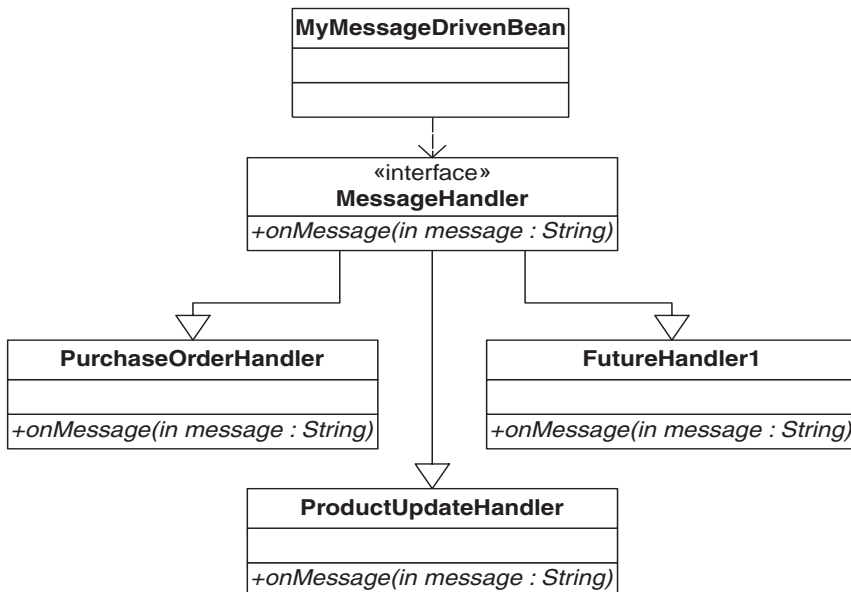 MyMessageDrivenBean
«interface»
MessageHandler
+onMessage(in message : String)
PurchaseOrderHandler
+onMessage(in message : String)
FutureHandler1
+onMessage(in message : String)
ProductUpdateHandler
+onMessage(in message : String)